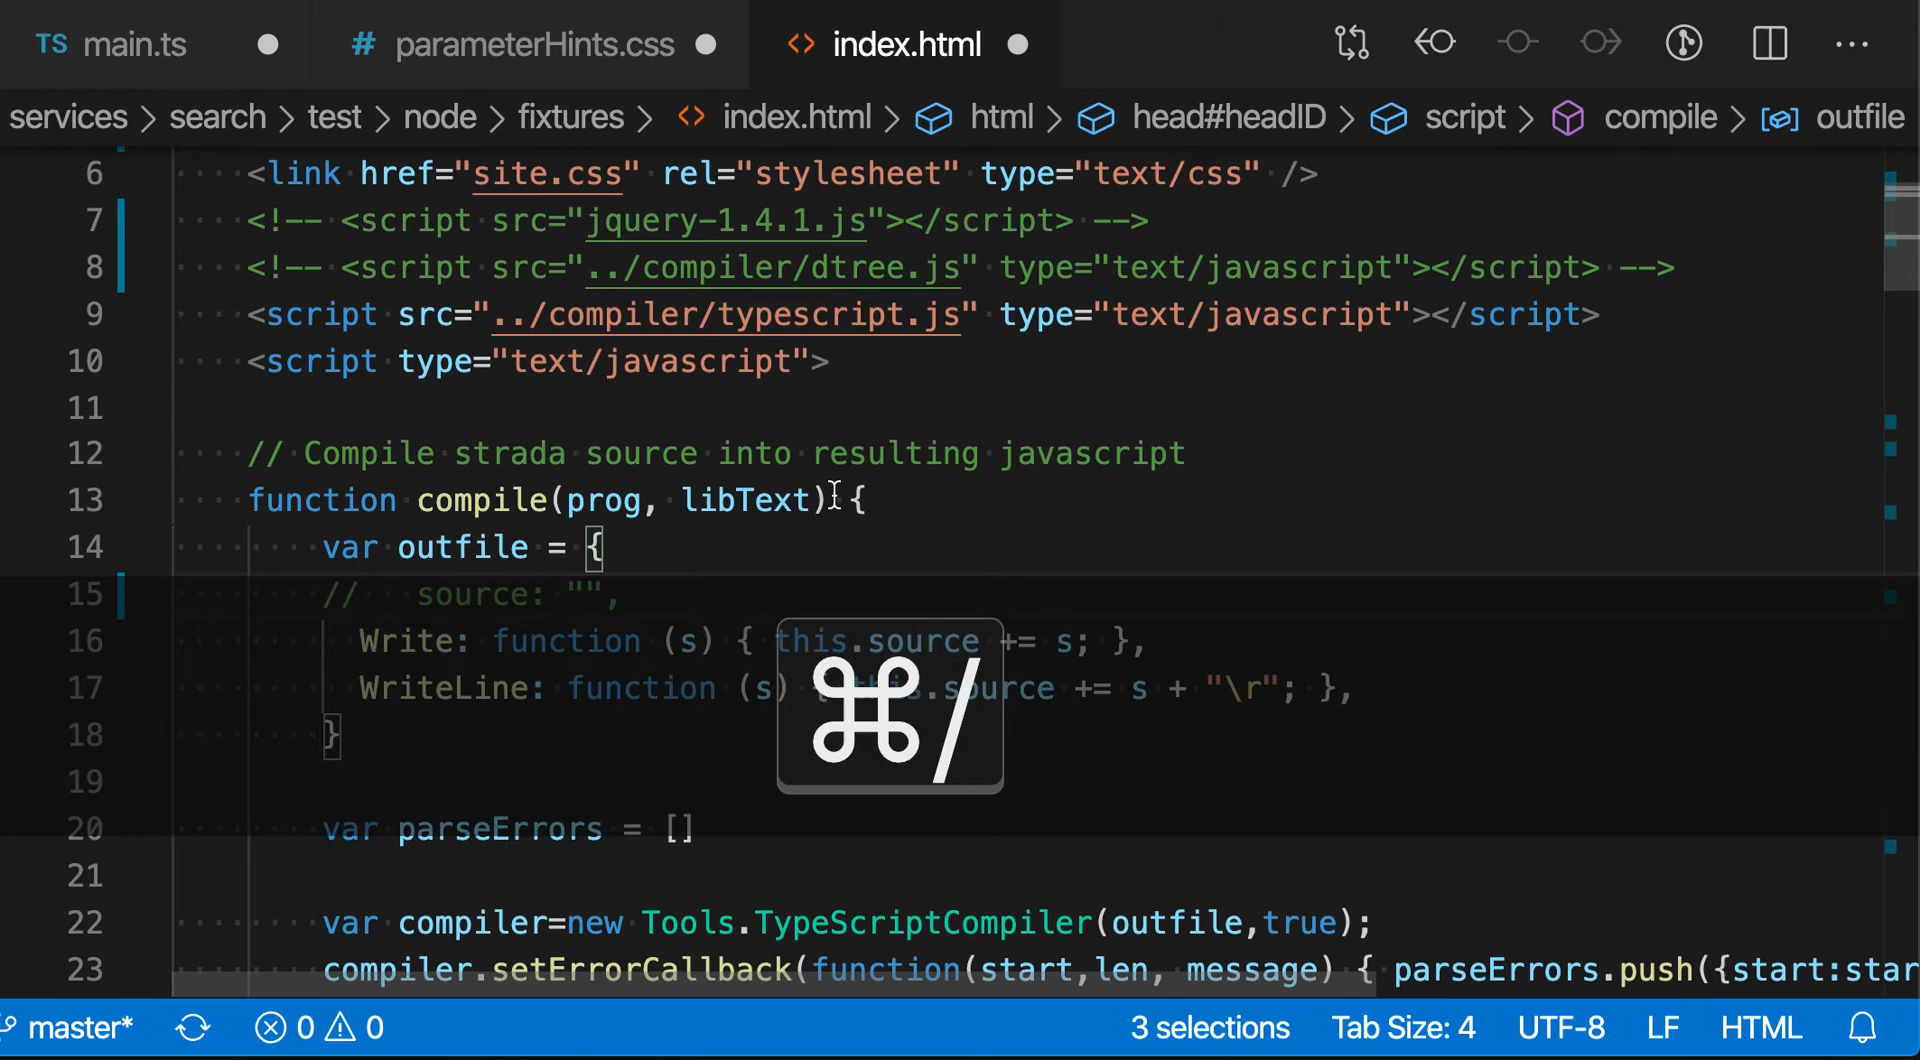 TS main.ts # parameterHints.css <> index.html ...
services > search > test > node > fixtures > <> index.html > html > head#headID > script > compile > outfile
6 <link href="site.css" rel="stylesheet" type="text/css" />
7 <!-- <script src="jquery-1.4.1.js"></script> -->
8 <!-- <script src="../compiler/dtree.js" type="text/javascript"></script> -->
9 <script src="../compiler/typescript.js" type="text/javascript"></script>
10 <script type="text/javascript">
11
12 // Compile strada source into resulting javascript
13 function compile(prog, libText) {
14 var outfile = {
15 // source: "",
16 Write: function (s) { this.source += s; },
17 WriteLine: function (s) { this.source += s + "\r"; },
⌘/
18 }
19
20 var parseErrors = []
21
22 var compiler=new Tools.TypeScriptCompiler(outfile,true);
23 compiler.setErrorCallback(function(start,len, message) { parseErrors.push({start:star
master* 0 0 3 selections Tab Size: 4 UTF-8 LF HTML